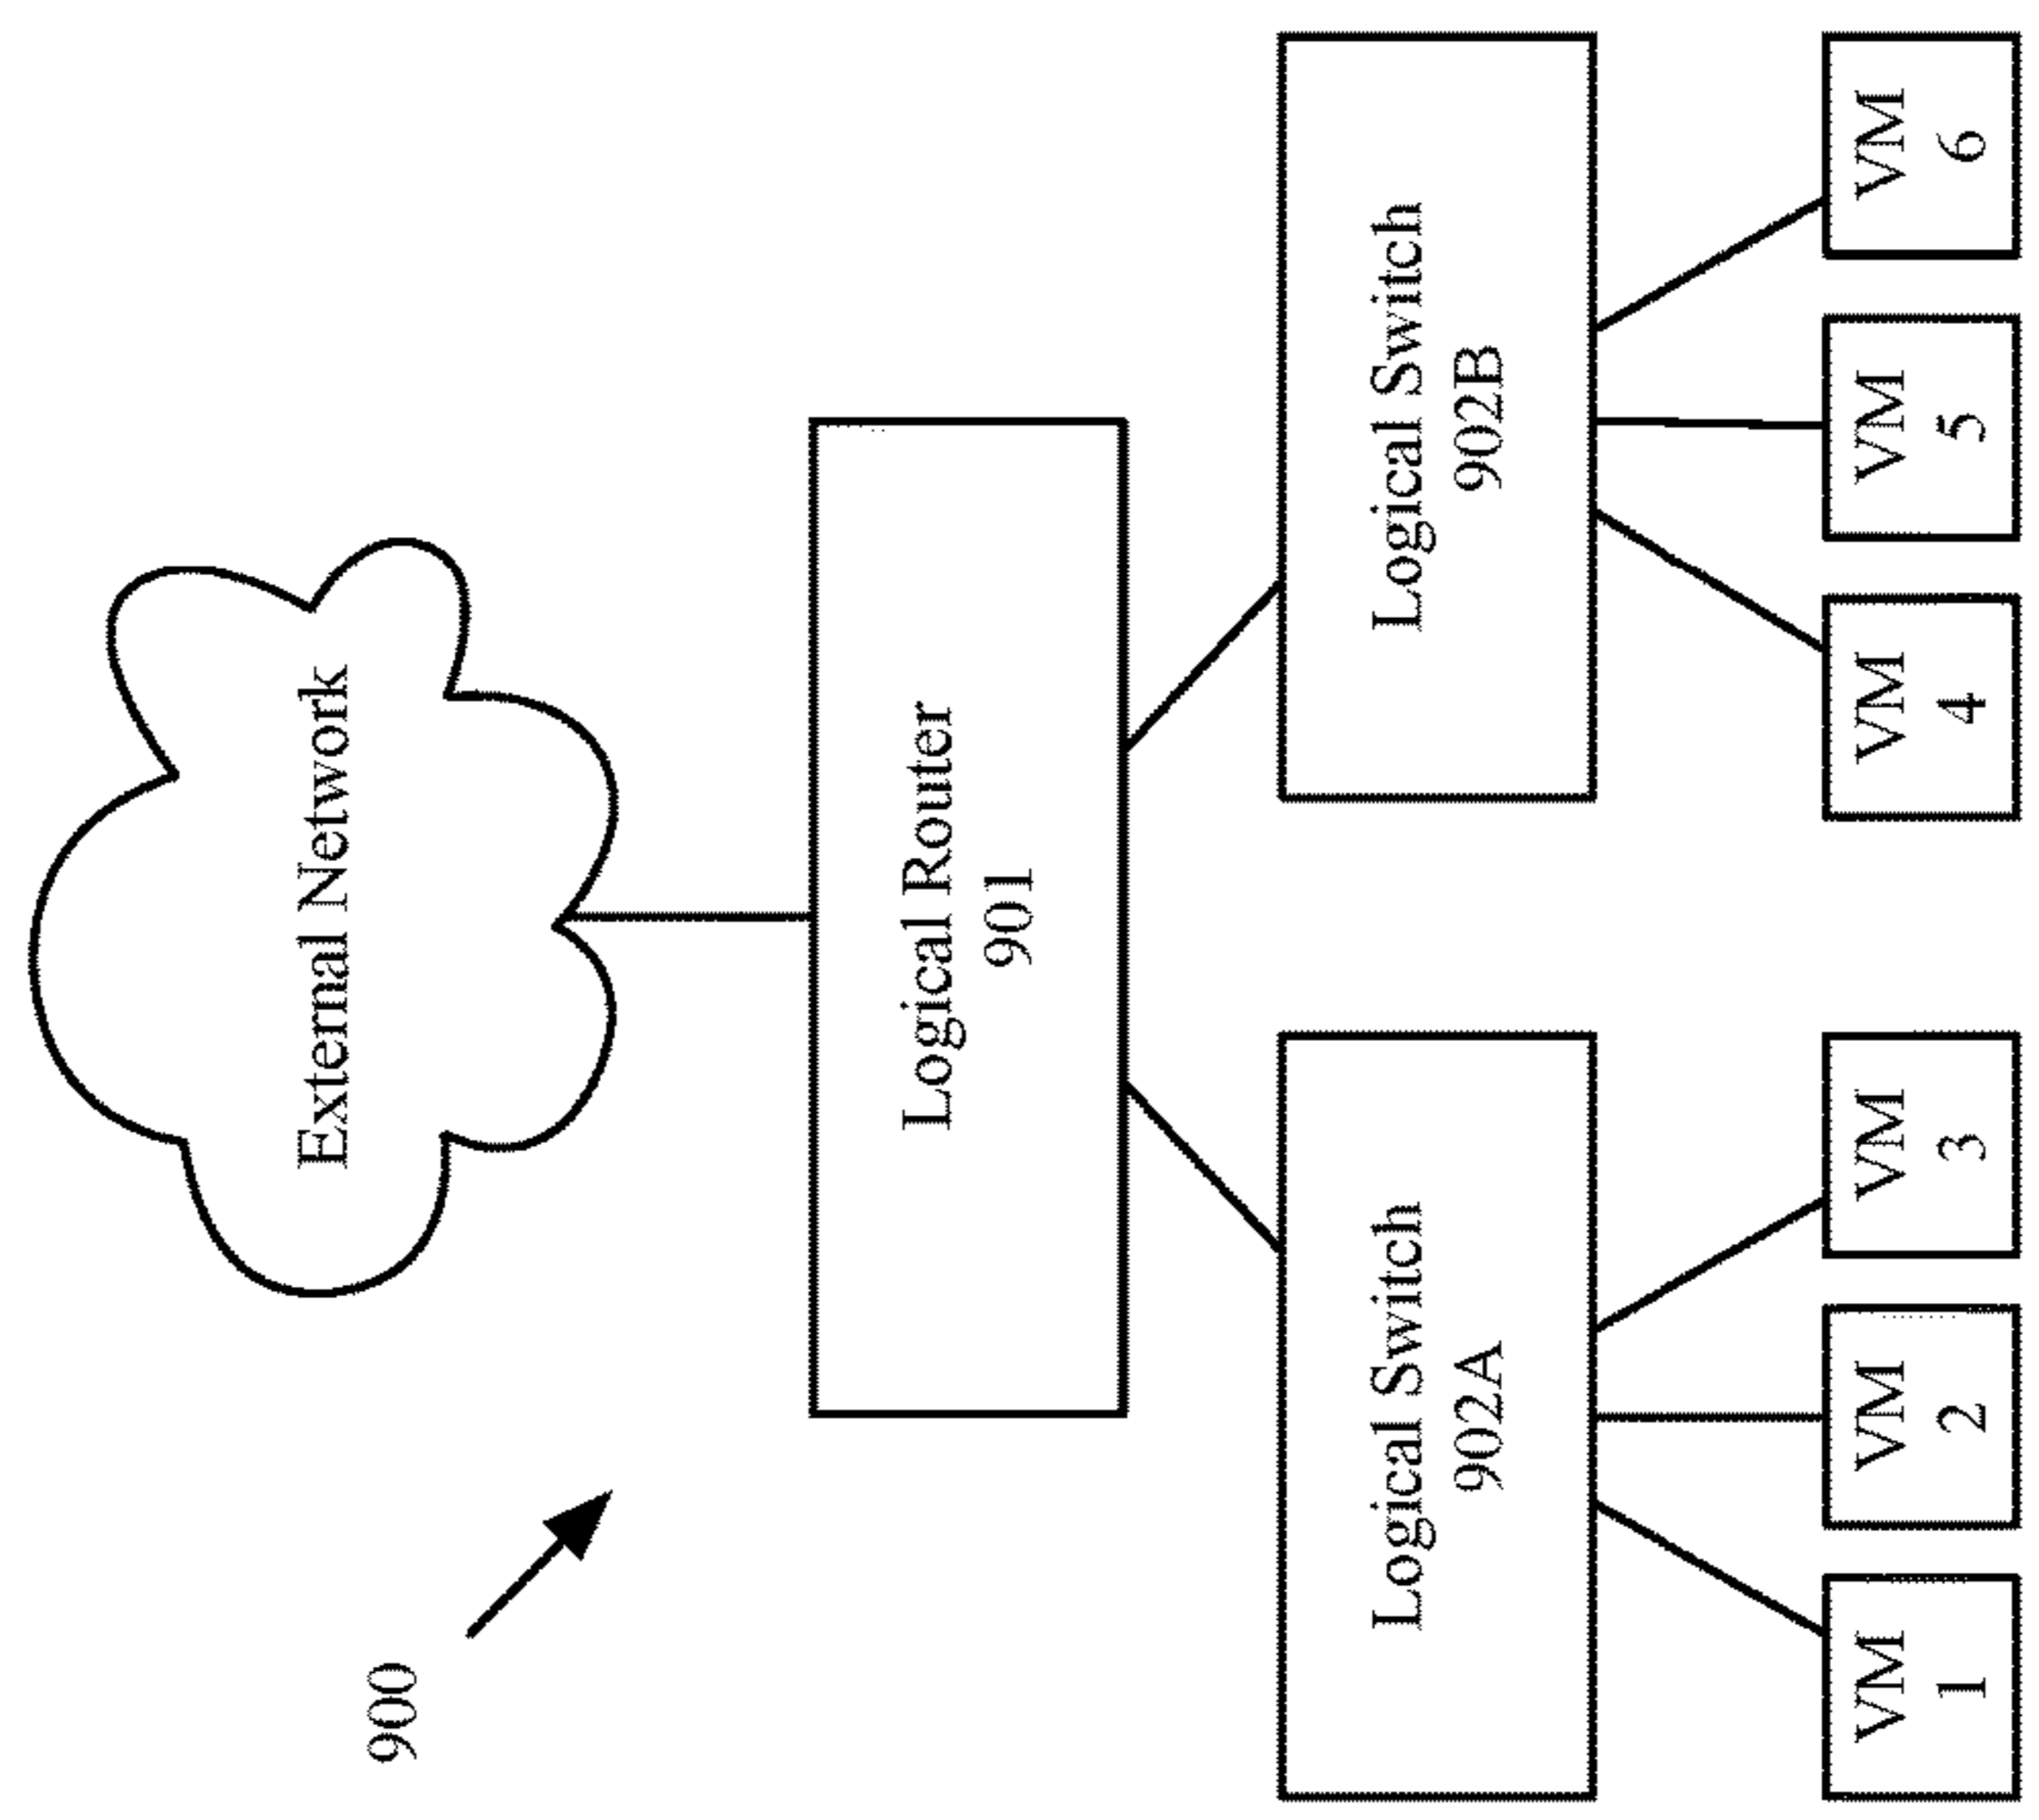 900
External Network
Logical Router
901
Logical Switch
902A
Logical Switch
902B
VM
1
VM
2
VM
3
VM
4
VM
5
VM
6